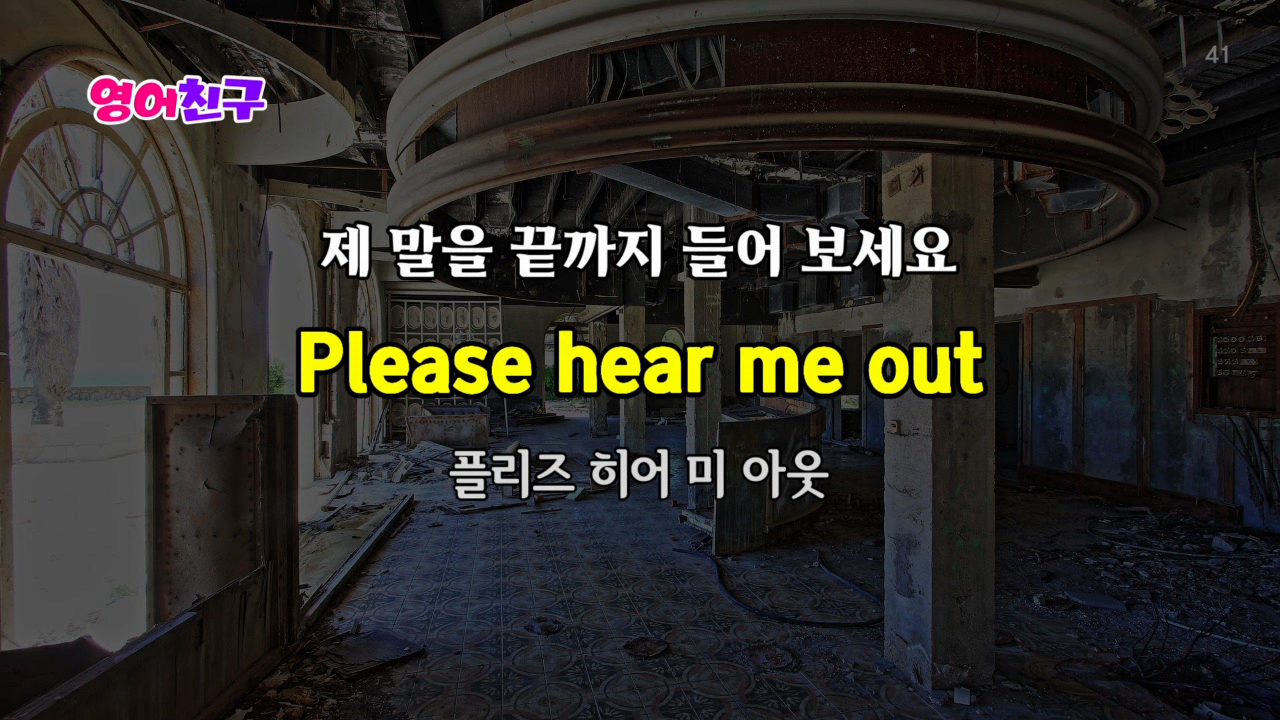 영어친구
41
제 말을 끝까지 들어 보세요
Please hear me out
플리즈 히어 미 아웃